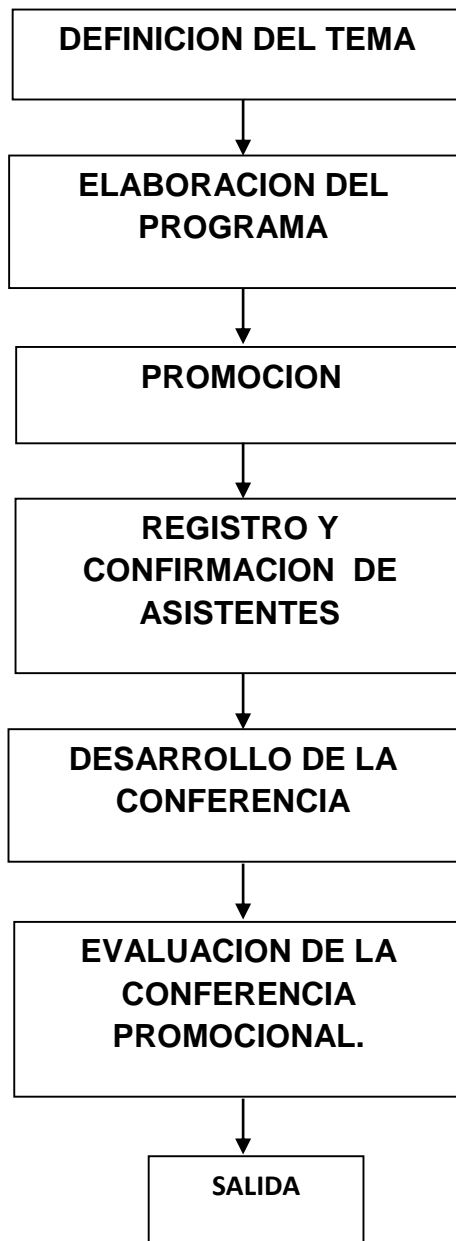 DEFINICION DEL TEMA
ELABORACION DEL
PROGRAMA
PROMOCION
REGISTRO Y
CONFIRMACION DE
ASISTENTES
DESARROLLO DE LA
CONFERENCIA
EVALUACION DE LA
CONFERENCIA
PROMOCIONAL.
SALIDA